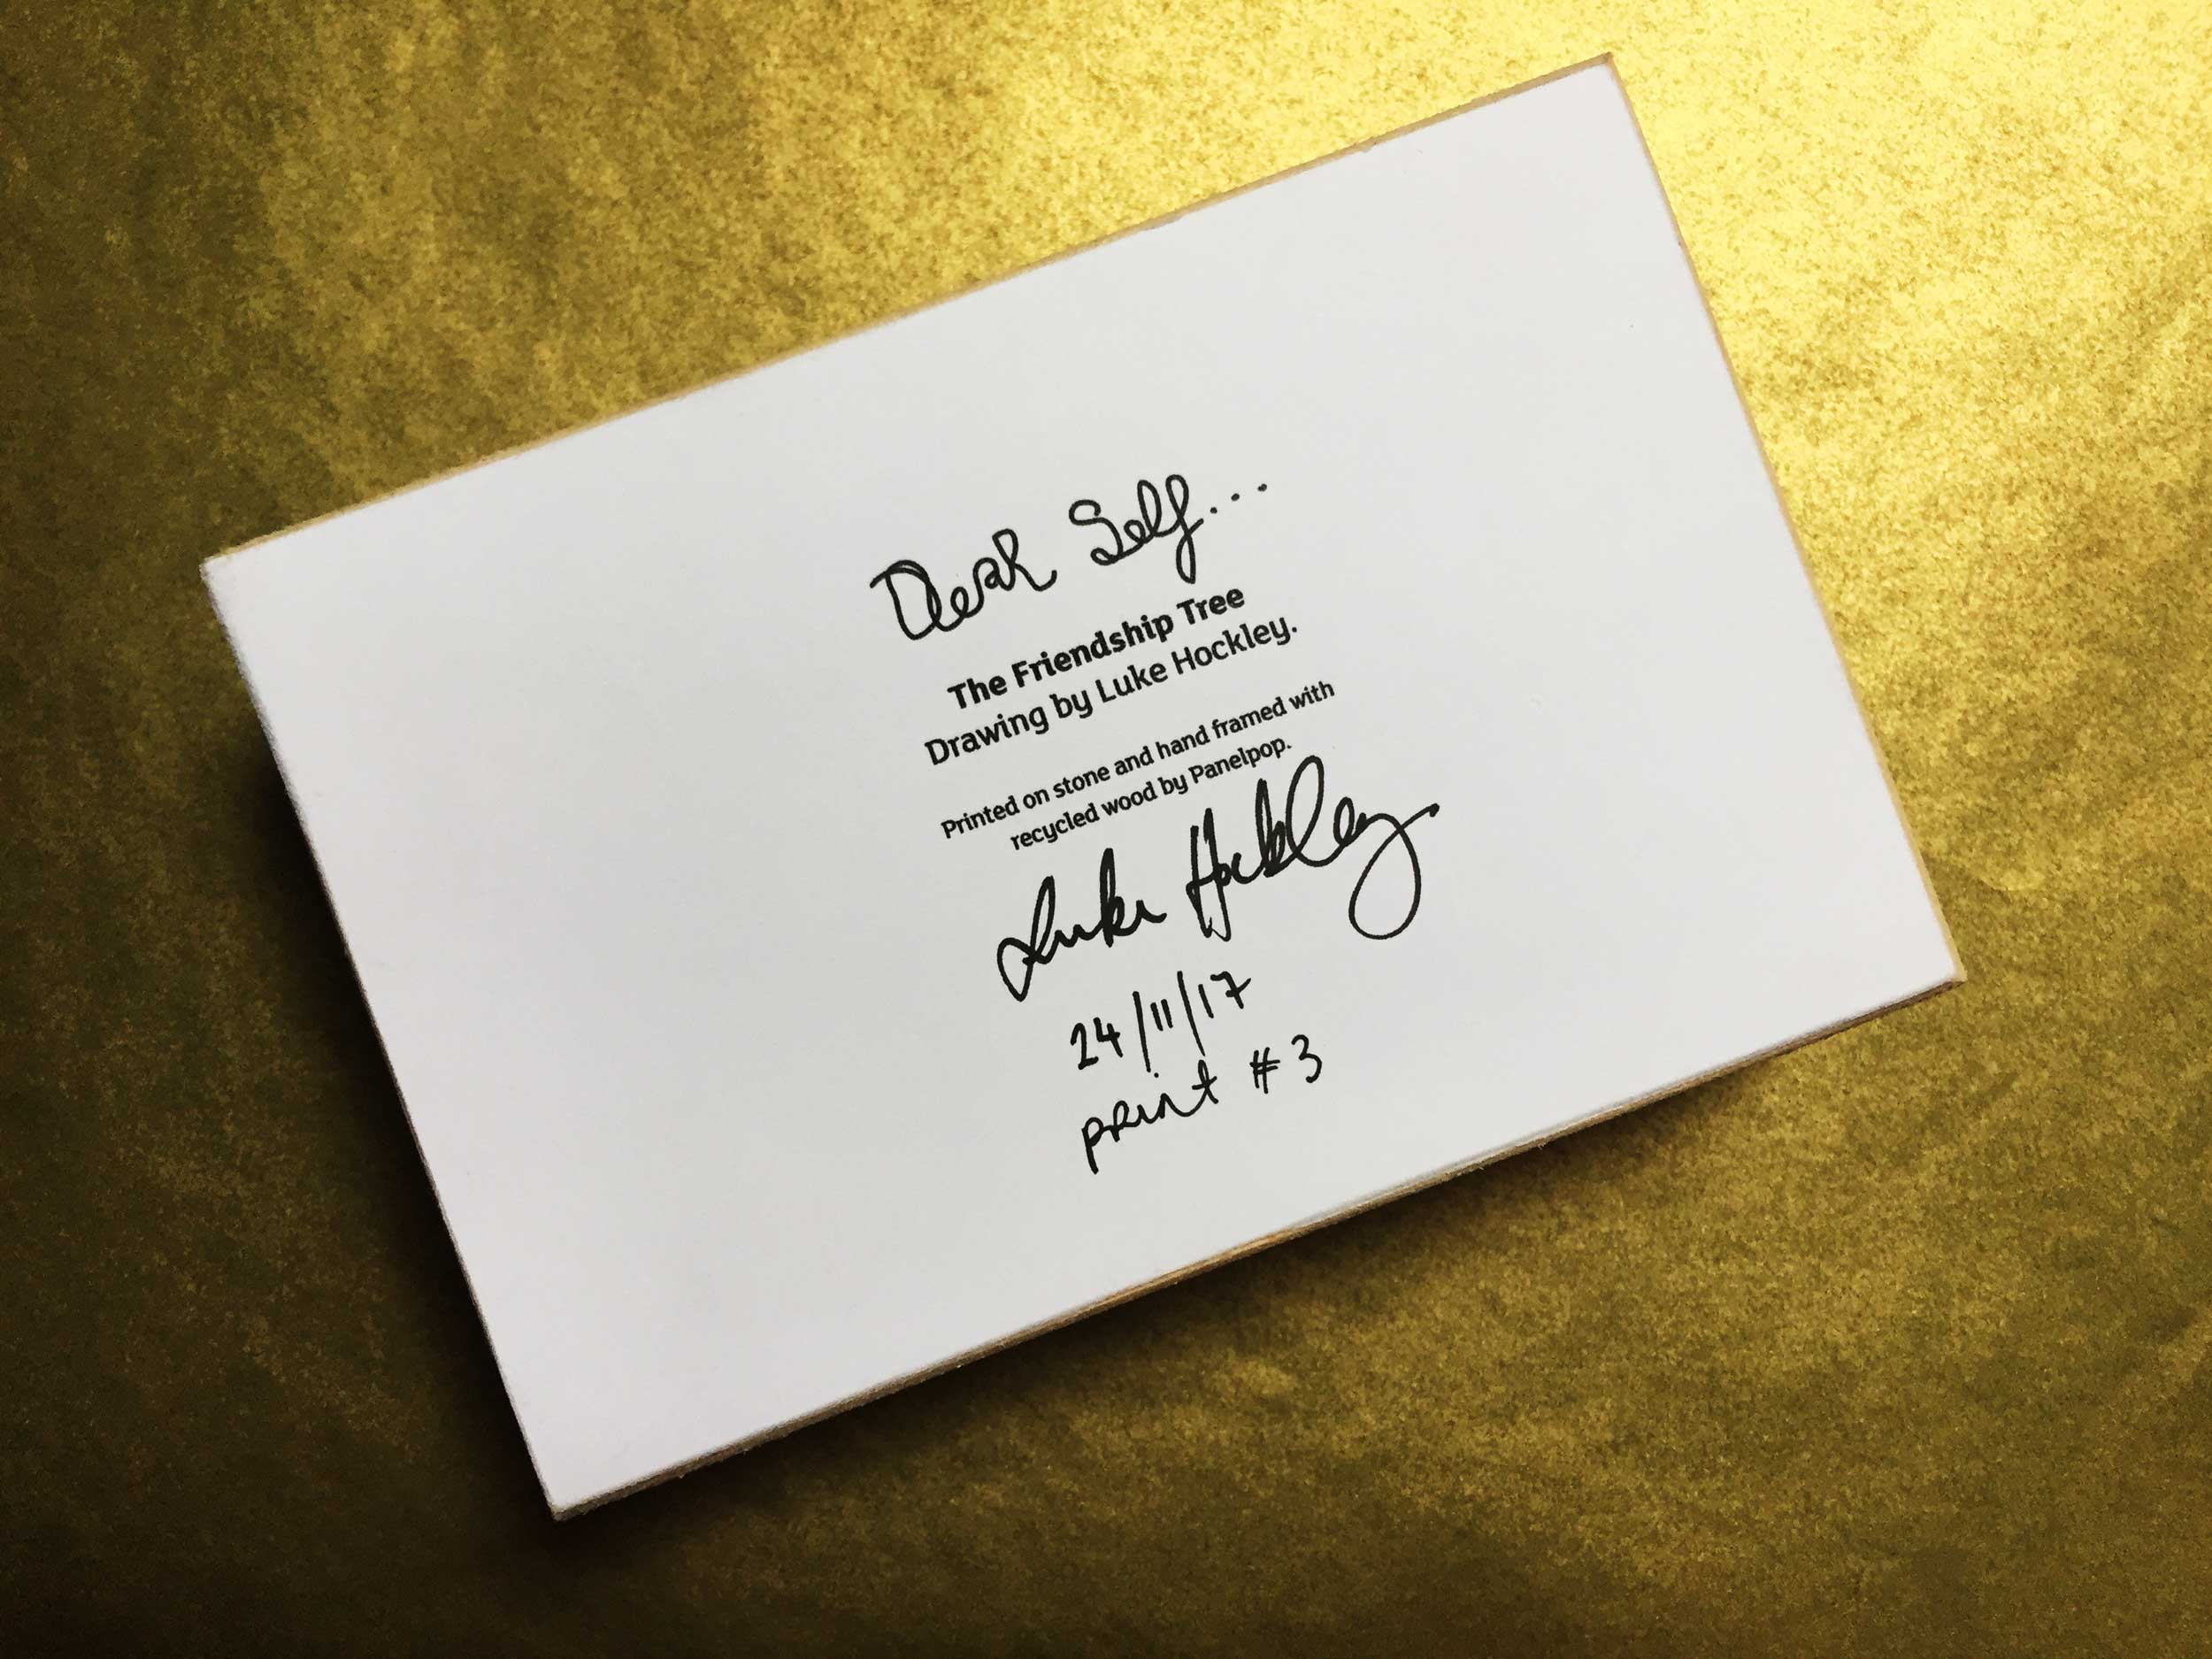 Dear Self...
The Friendship Tree
Drawing by Luke Hockley.
Printed on stone and hand framed with
recycled wood by Panelpop.
Luke Hockley
24/11/17
print #3